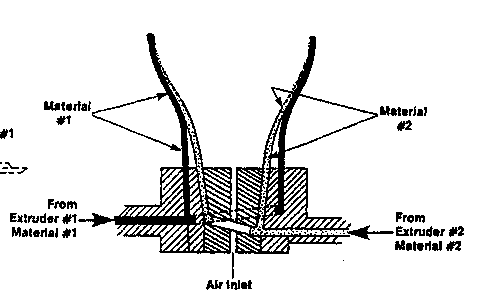 Material
#1
Material
#2
#1
From
Extruder #1
Material #1
From
Extruder #2
Material #2
Air Inlet